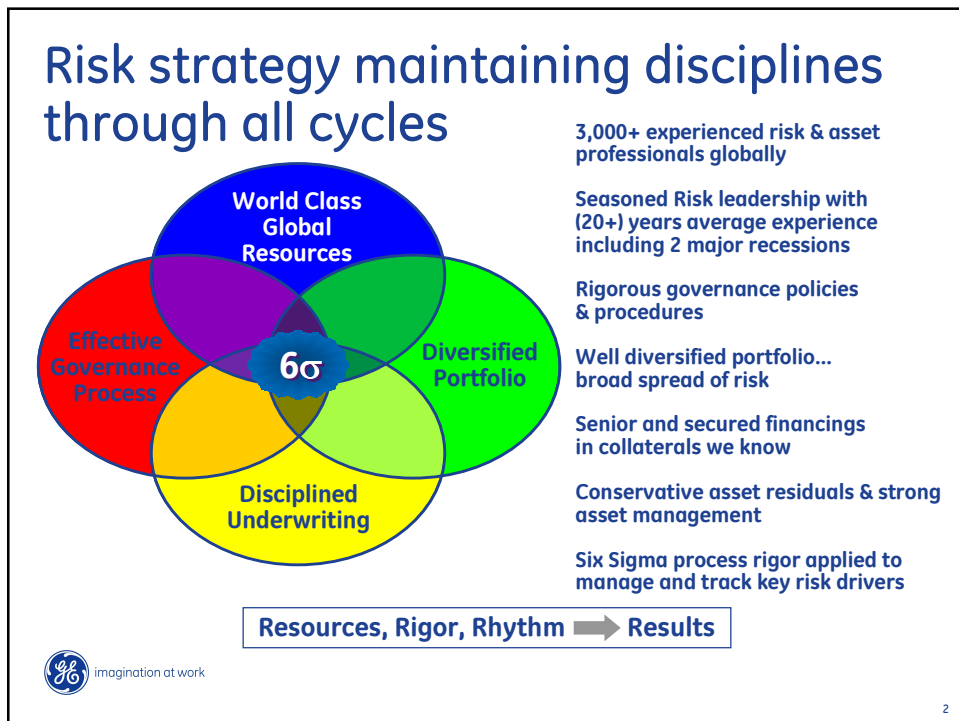 Risk strategy maintaining disciplines
through all cycles
World Class
Global
Resources
Effective
Governance
Process
6σ
Diversified
Portfolio
Disciplined
Underwriting
3,000+ experienced risk & asset
professionals globally
Seasoned Risk leadership with
(20+) years average experience
including 2 major recessions
Rigorous governance policies
& procedures
Well diversified portfolio...
broad spread of risk
Senior and secured financings
in collaterals we know
Conservative asset residuals & strong
asset management
Six Sigma process rigor applied to
manage and track key risk drivers
Resources, Rigor, Rhythm Results
GE imagination at work
2